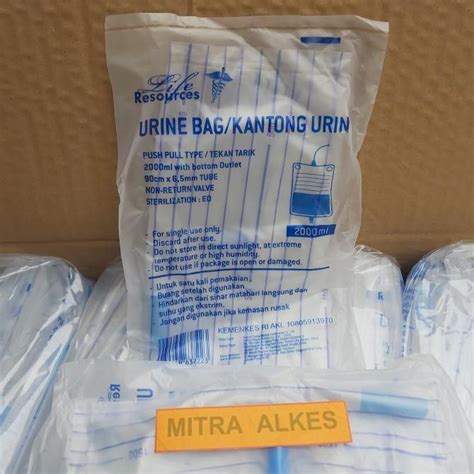 Life
Resources
URINE BAG/KANTONG URIN
PUSH PULL TYPE / TEKAN TARIK
2000ml with bottom Outlet
90cm x 6,5mm TUBE
NON-RETURN VALVE
STERILIZATION : EO
2000 ml
- For single use only.
- Discard after use.
- Do not store in direct sunlight, at extreme
temperature or high humidity.
- Do not use if package is open or damaged.
- Untuk satu kali pemakaian.
- Buang setelah digunakan.
- Hindarkan dari sinar matahari langsung dan
suhu yang ekstrim.
- Jangan digunakan jika kemasan rusak
KEMENKES RI AKL 10805913970
MITRA ALKES